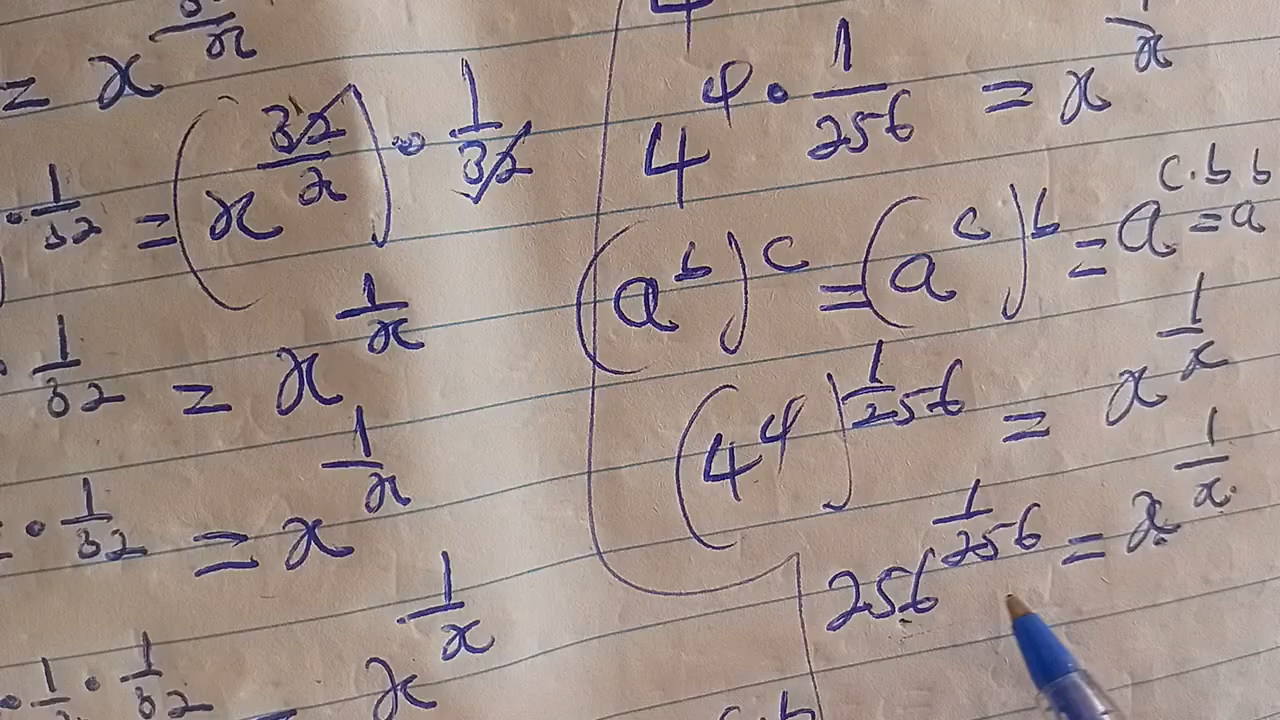 = x^{/x}
· 1/32 = (x^{32/x}) · 1/32
· 1/32 = x^{1/x}
· 1/32 = x^{1/x}
· 1/ · 1/32 = x^{1/x}
4
4^{4 · 1/256} = x^{1/x}
(a^b)^c = (a^c)^b = a^{c.b} = a^b
(4^4)^{1/256} = x^{1/x}
256^{1/256} = x^{1/x}.
c.b